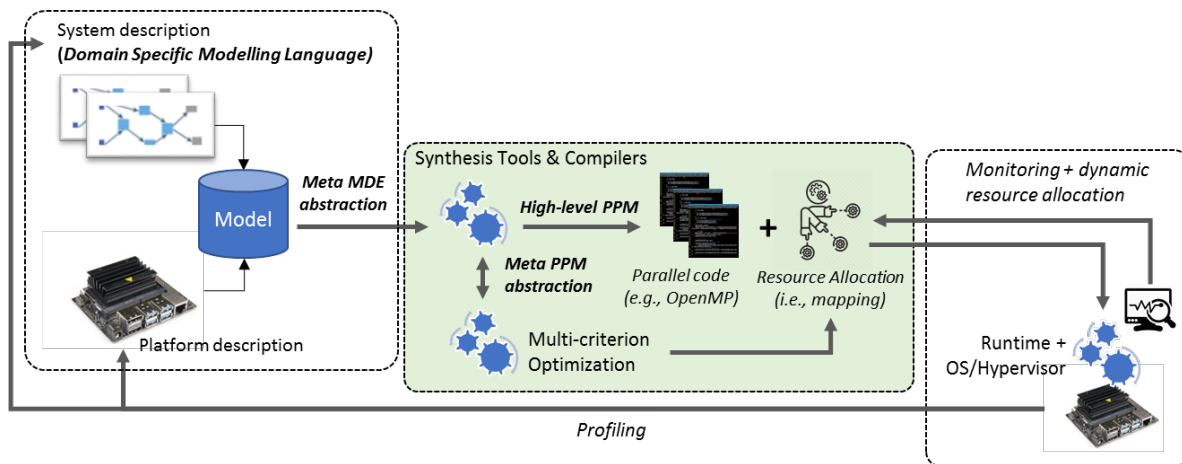 System description
(Domain Specific Modelling Language)
Model
Platform description
Meta MDE
abstraction
Synthesis Tools & Compilers
High-level PPM
Meta PPM
abstraction
Multi-criterion
Optimization
Parallel code
(e.g., OpenMP)
+
Resource Allocation
(i.e., mapping)
Monitoring + dynamic
resource allocation
Runtime +
OS/Hypervisor
Profiling